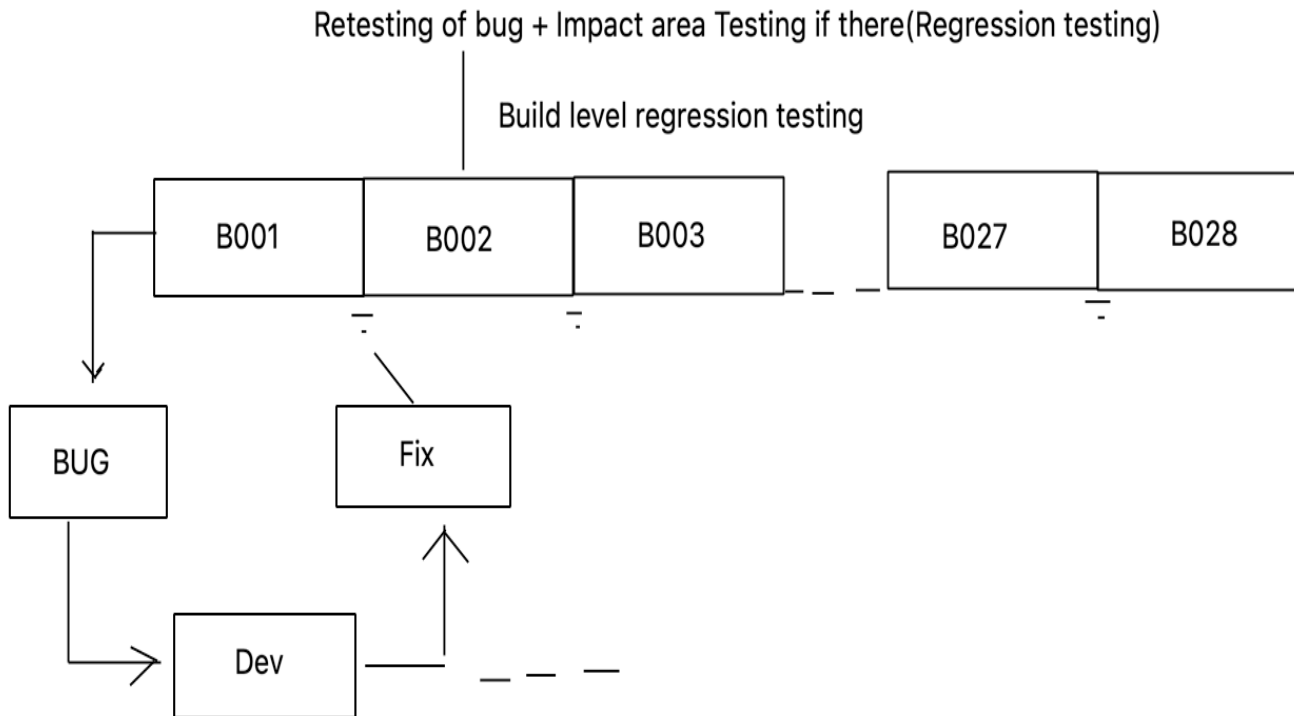 Retesting of bug + Impact area Testing if there(Regression testing)
Build level regression testing
B001
B002
B003
B027
B028
BUG
Fix
Dev